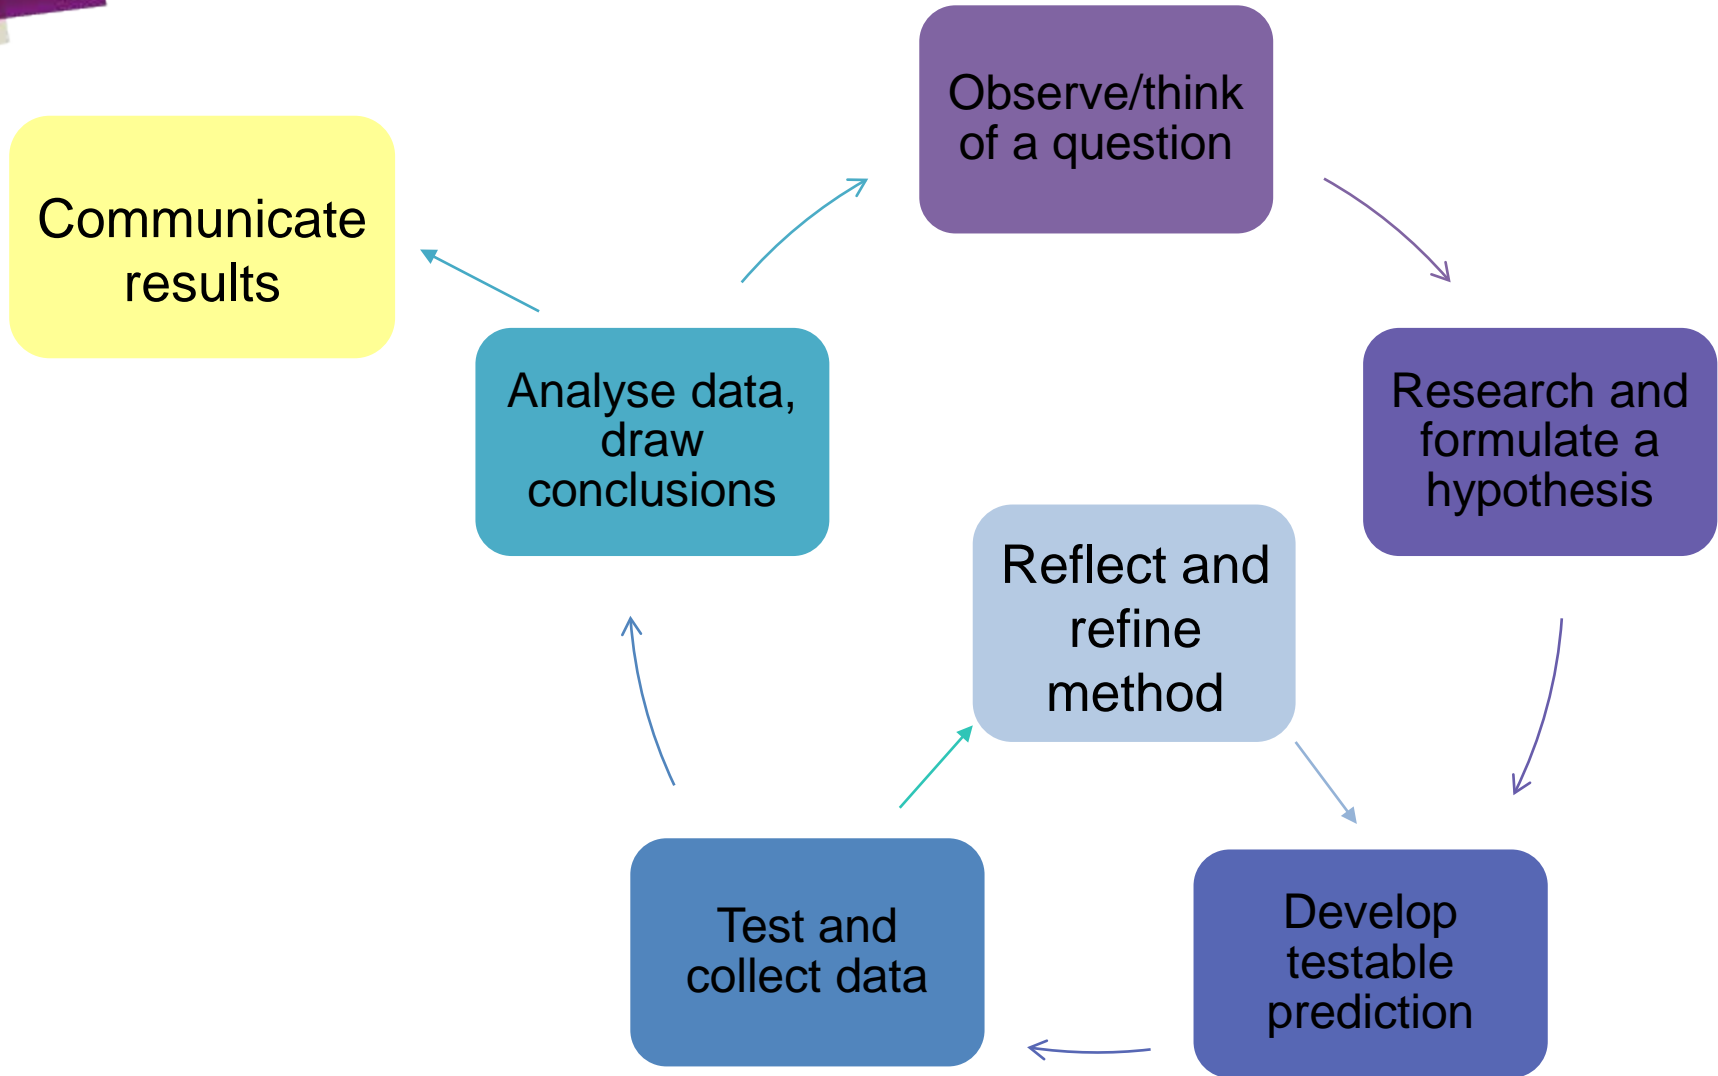 Observe/think
of a question
Communicate
results
Analyse data,
draw
conclusions
Research and
formulate a
hypothesis
Reflect and
refine
method
Test and
collect data
Develop
testable
prediction